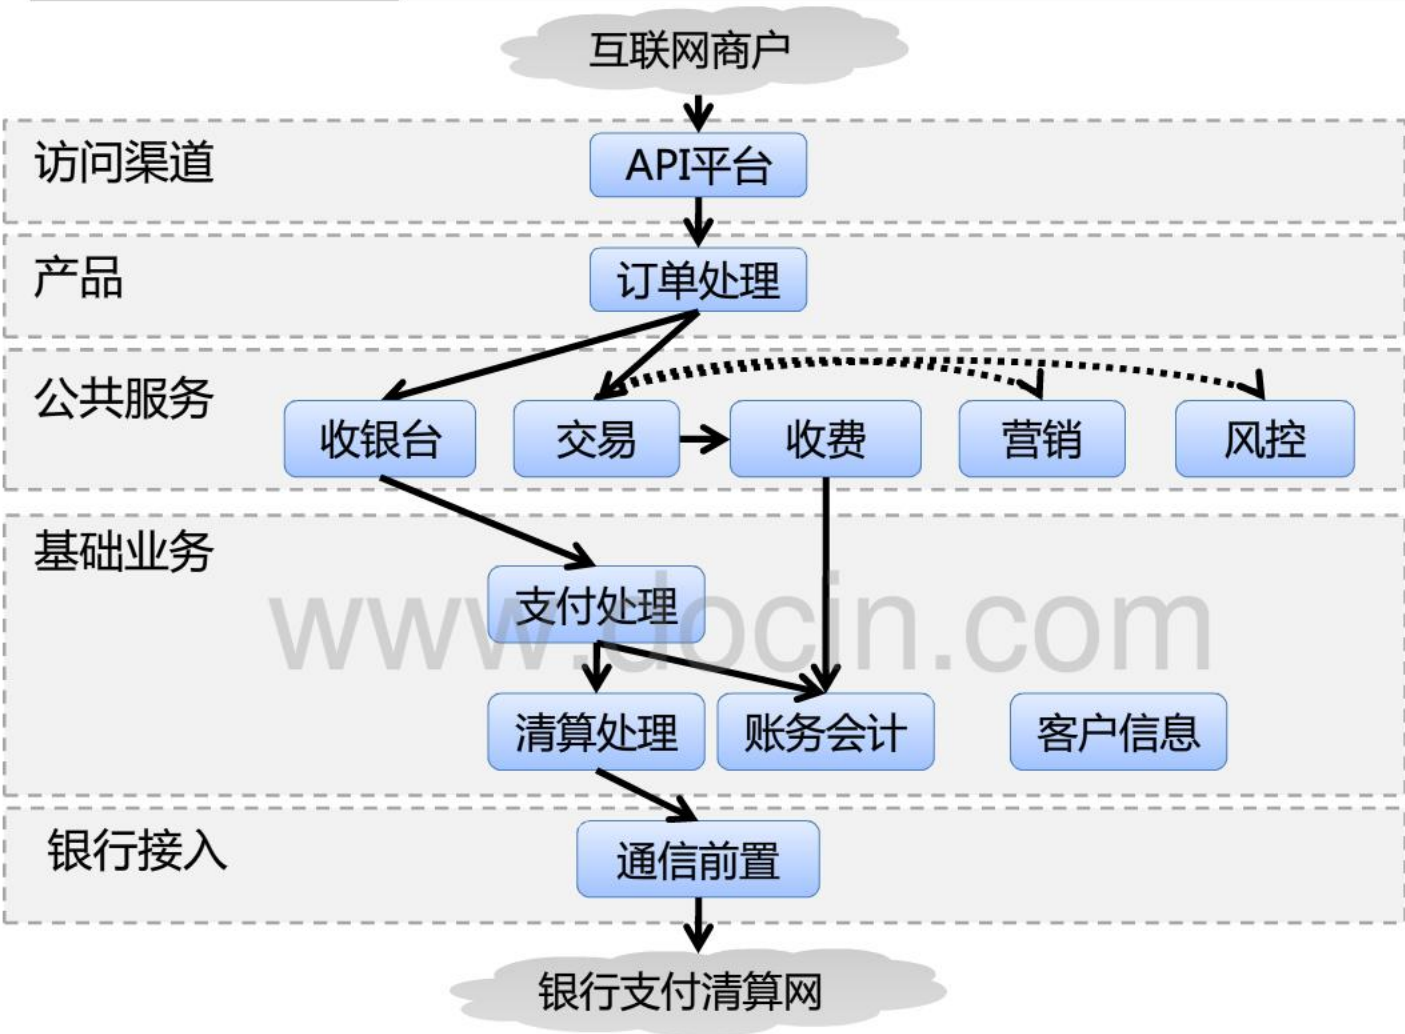 互联网商户
访问渠道
API平台
产品
订单处理
公共服务
收银台
交易
收费
营销
风控
基础业务
支付处理
www.docin.com
清算处理
账务会计
客户信息
银行接入
通信前置
银行支付清算网